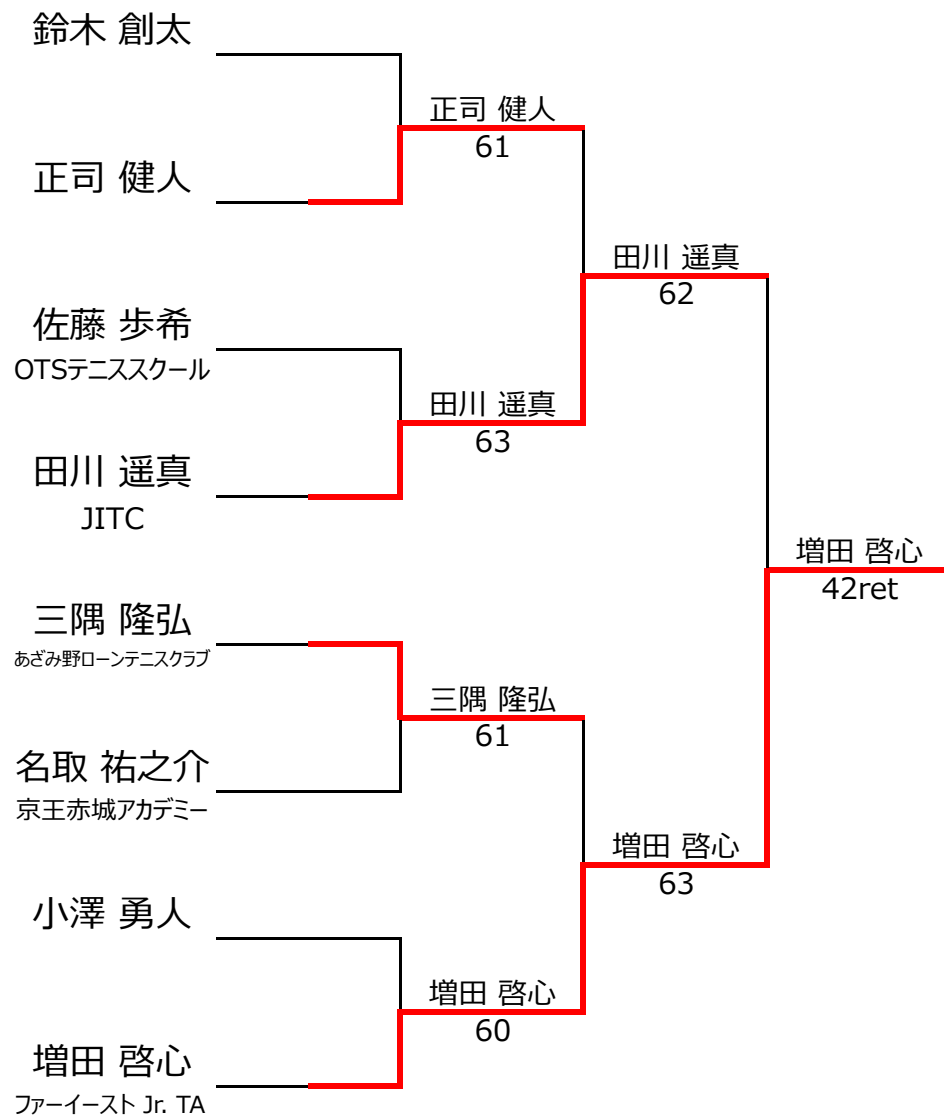 鈴木 創太
正司 健人
61
正司 健人
田川 遥真
62
佐藤 歩希
OTSテニススクール
田川 遥真
63
田川 遥真
JITC
増田 啓心
42ret
三隅 隆弘
あざみ野ローンテニスクラブ
三隅 隆弘
61
名取 祐之介
京王赤城アカデミー
増田 啓心
63
小澤 勇人
増田 啓心
60
増田 啓心
ファーイースト Jr. TA